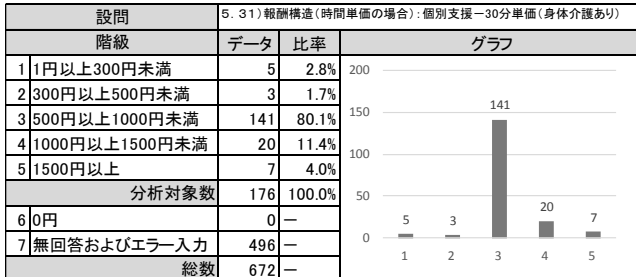 設問 5.31)報酬構造(時間単価の場合):個別支援ー30分単価(身体介護あり)
階級 データ 比率 グラフ
1 1円以上300円未満 5 2.8%
2 300円以上500円未満 3 1.7%
3 500円以上1000円未満 141 80.1%
4 1000円以上1500円未満 20 11.4%
5 1500円以上 7 4.0%
分析対象数 176 100.0%
6 0円 0 ー
7 無回答およびエラー入力 496 ー
総数 672 ー
200
150
100
50
0
5 3 141 20 7
1 2 3 4 5